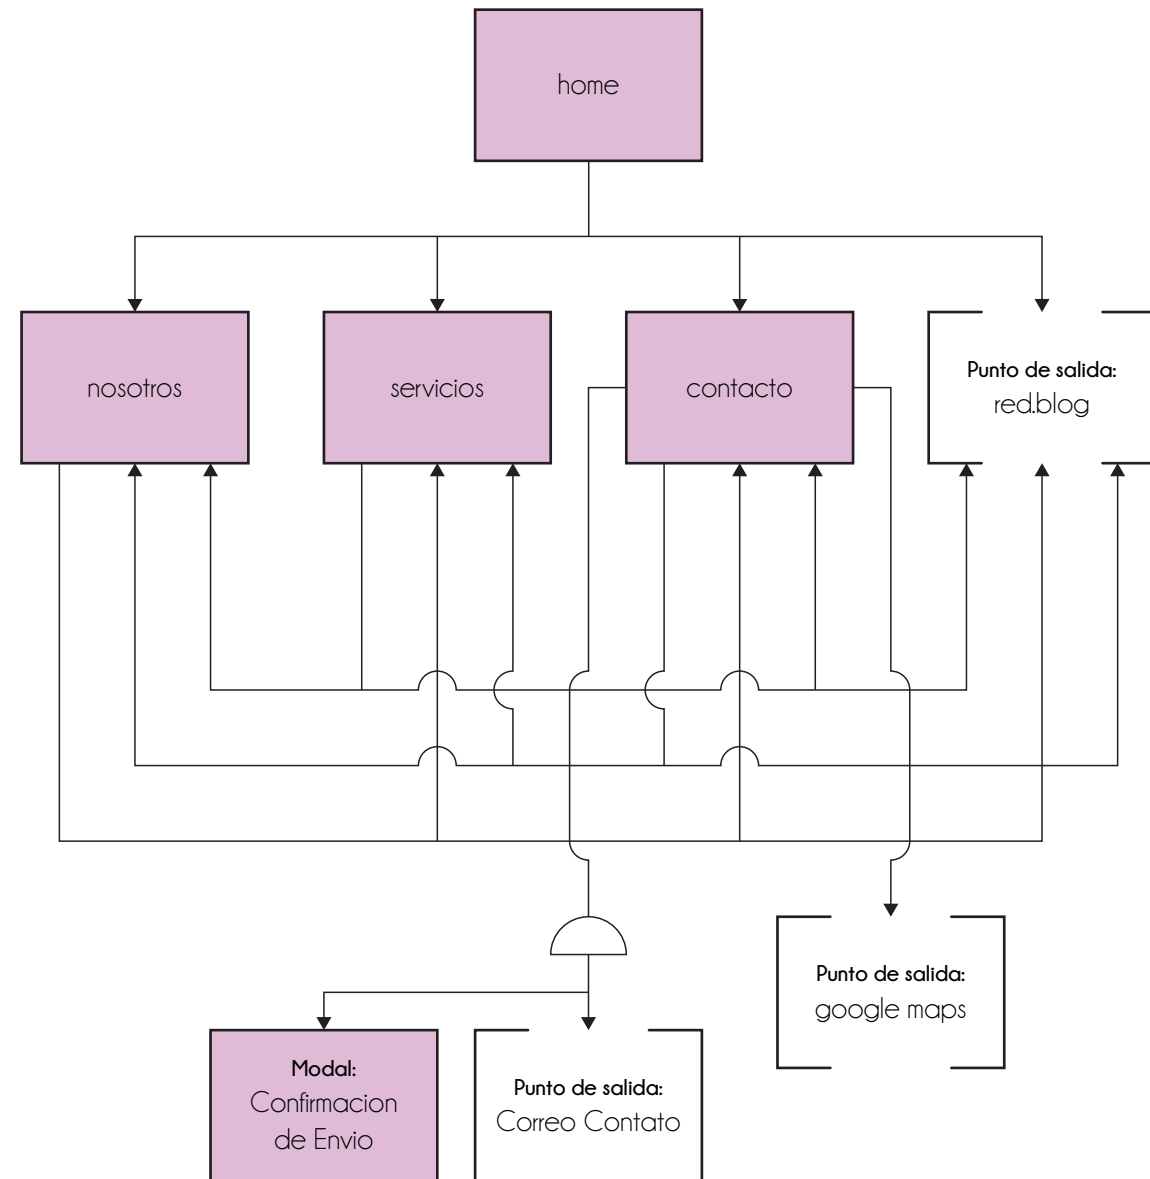 home
nosotros
servicios
contacto
Punto de salida:
red.blog
Punto de salida:
google maps
Modal:
Confirmacion
de Envio
Punto de salida:
Correo Contato